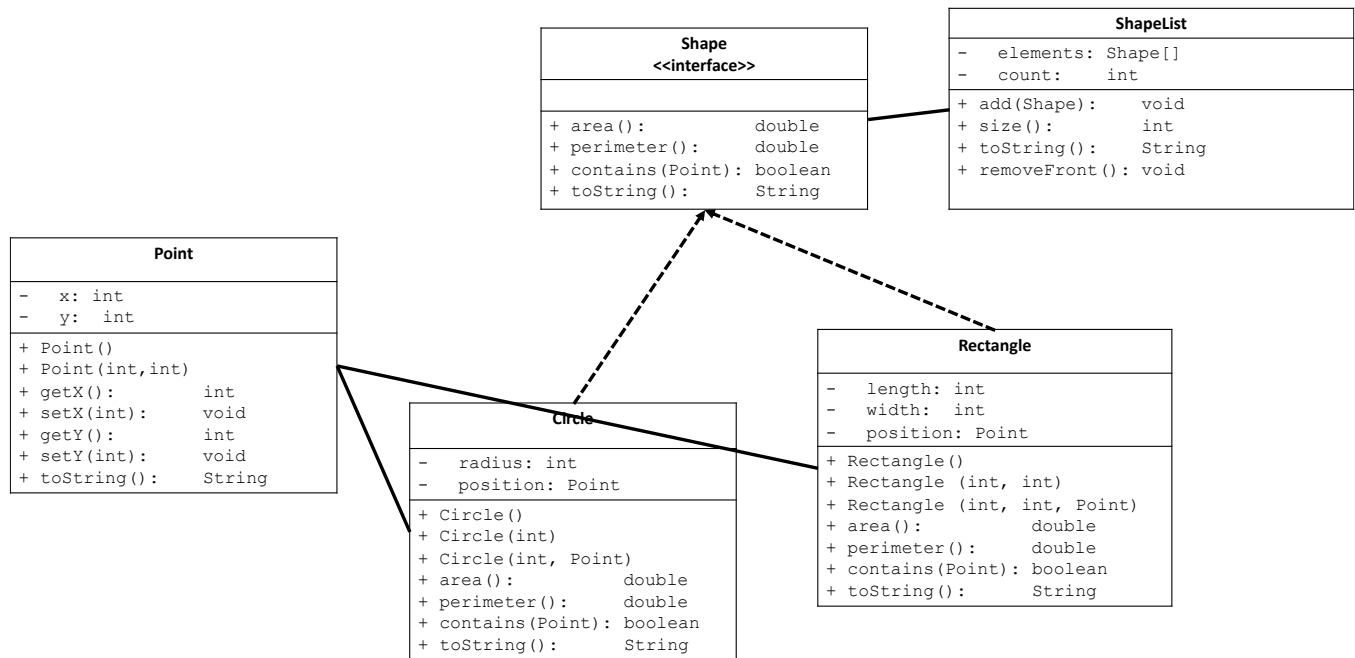 Shape
<<interface>>
+ area(): double
+ perimeter(): double
+ contains(Point): boolean
+ toString(): String
ShapeList
- elements: Shape[]
- count: int
+ add(Shape): void
+ size(): int
+ toString(): String
+ removeFront(): void
Point
- x: int
- y: int
+ Point()
+ Point(int,int)
+ getX(): int
+ setX(int): void
+ getY(): int
+ setY(int): void
+ toString(): String
Circle
- radius: int
- position: Point
+ Circle()
+ Circle(int)
+ Circle(int, Point)
+ area(): double
+ perimeter(): double
+ contains(Point): boolean
+ toString(): String
Rectangle
- length: int
- width: int
- position: Point
+ Rectangle()
+ Rectangle (int, int)
+ Rectangle (int, int, Point)
+ area(): double
+ perimeter(): double
+ contains(Point): boolean
+ toString(): String